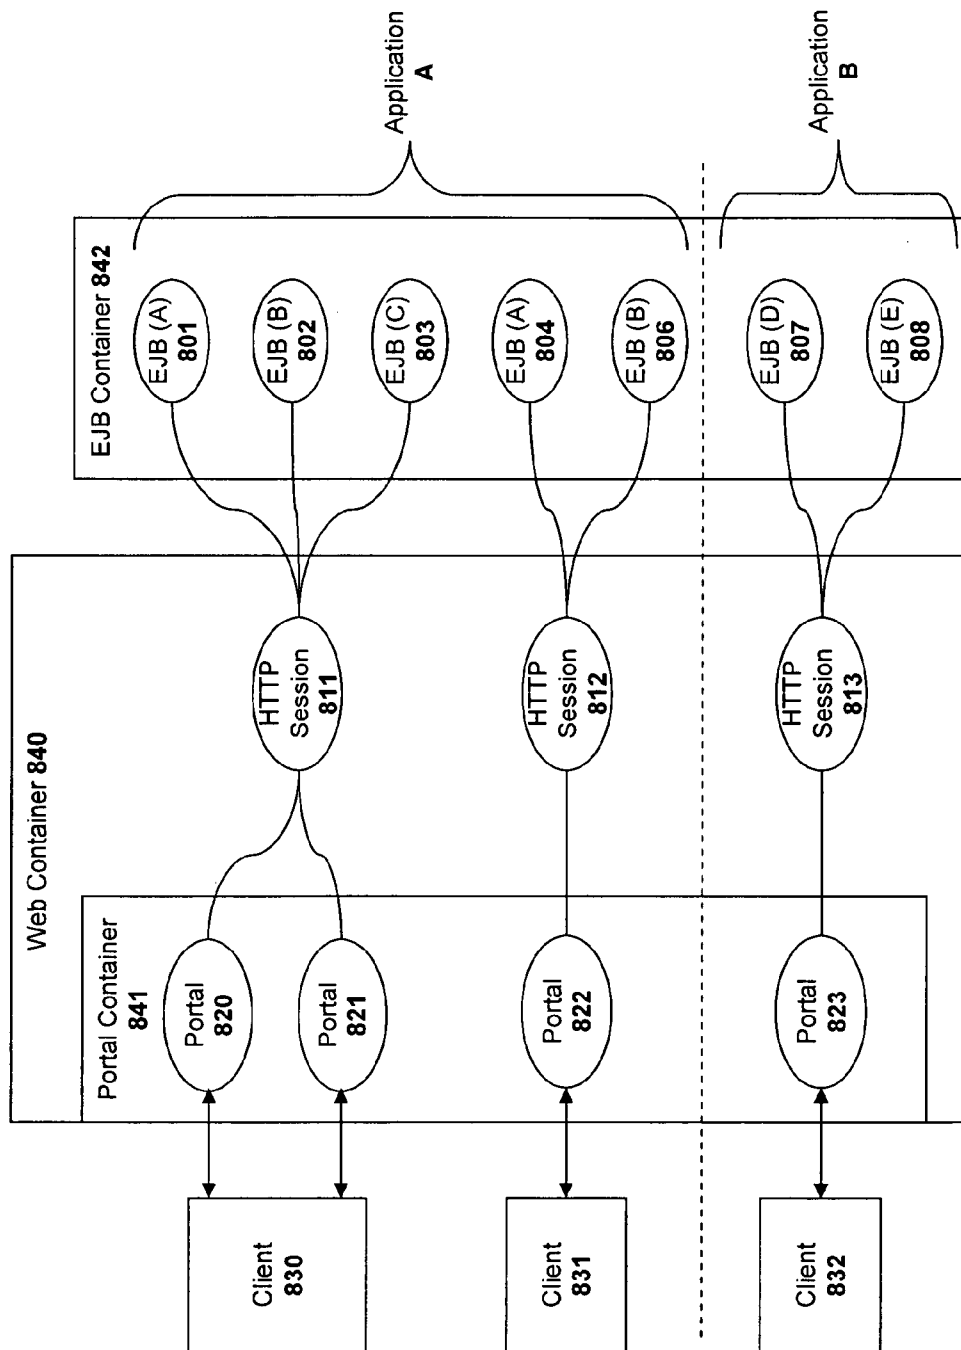 Web Container 840
Portal Container
841
EJB Container 842
Client
830
Portal
820
Portal
821
HTTP
Session
811
EJB (A)
801
EJB (B)
802
EJB (C)
803
Client
831
Portal
822
HTTP
Session
812
EJB (A)
804
EJB (B)
806
Application
A
Client
832
Portal
823
HTTP
Session
813
EJB (D)
807
EJB (E)
808
Application
B